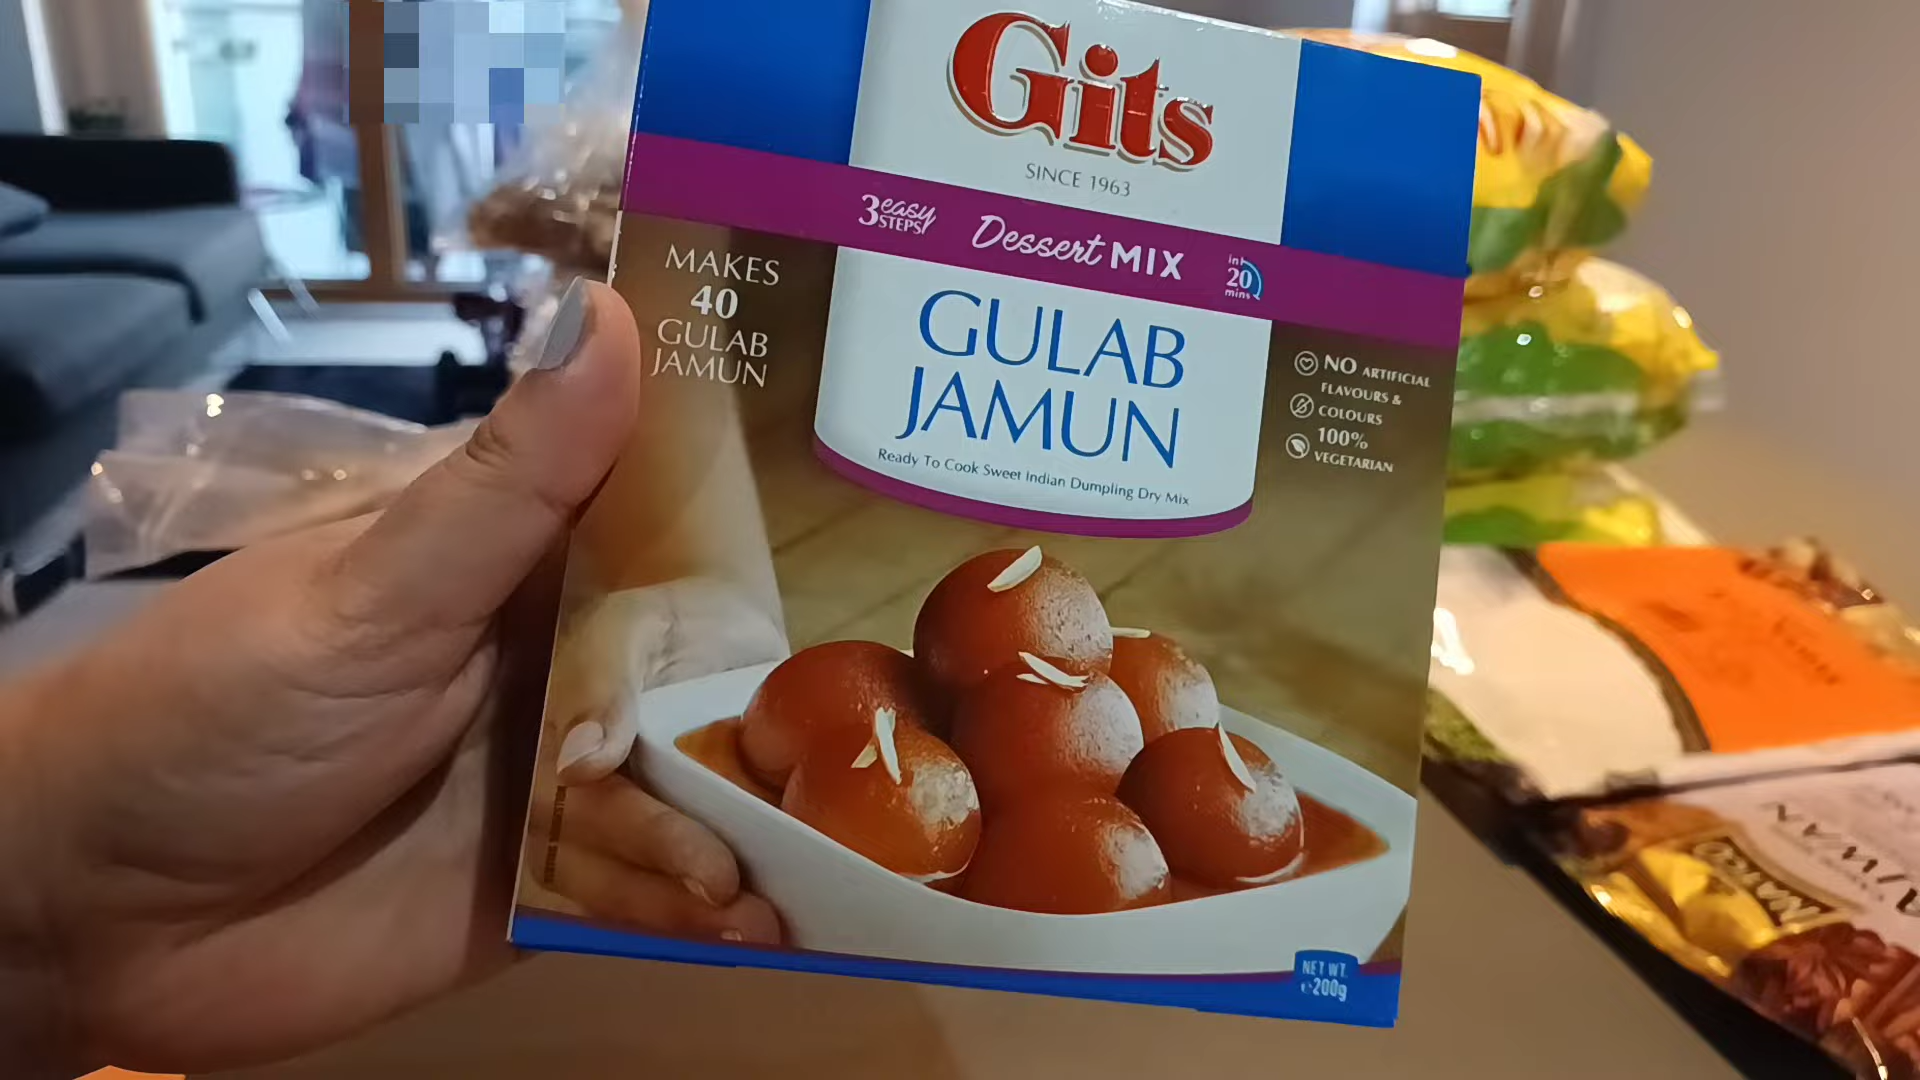 Gits
SINCE 1963
3 easy STEPS
Dessert MIX
in 20 mins
MAKES
40
GULAB
JAMUN
GULAB
JAMUN
Ready To Cook Sweet Indian Dumpling Dry Mix
NO ARTIFICIAL
FLAVOURS &
COLOURS
100%
VEGETARIAN
NET WT.
200g
NATCO